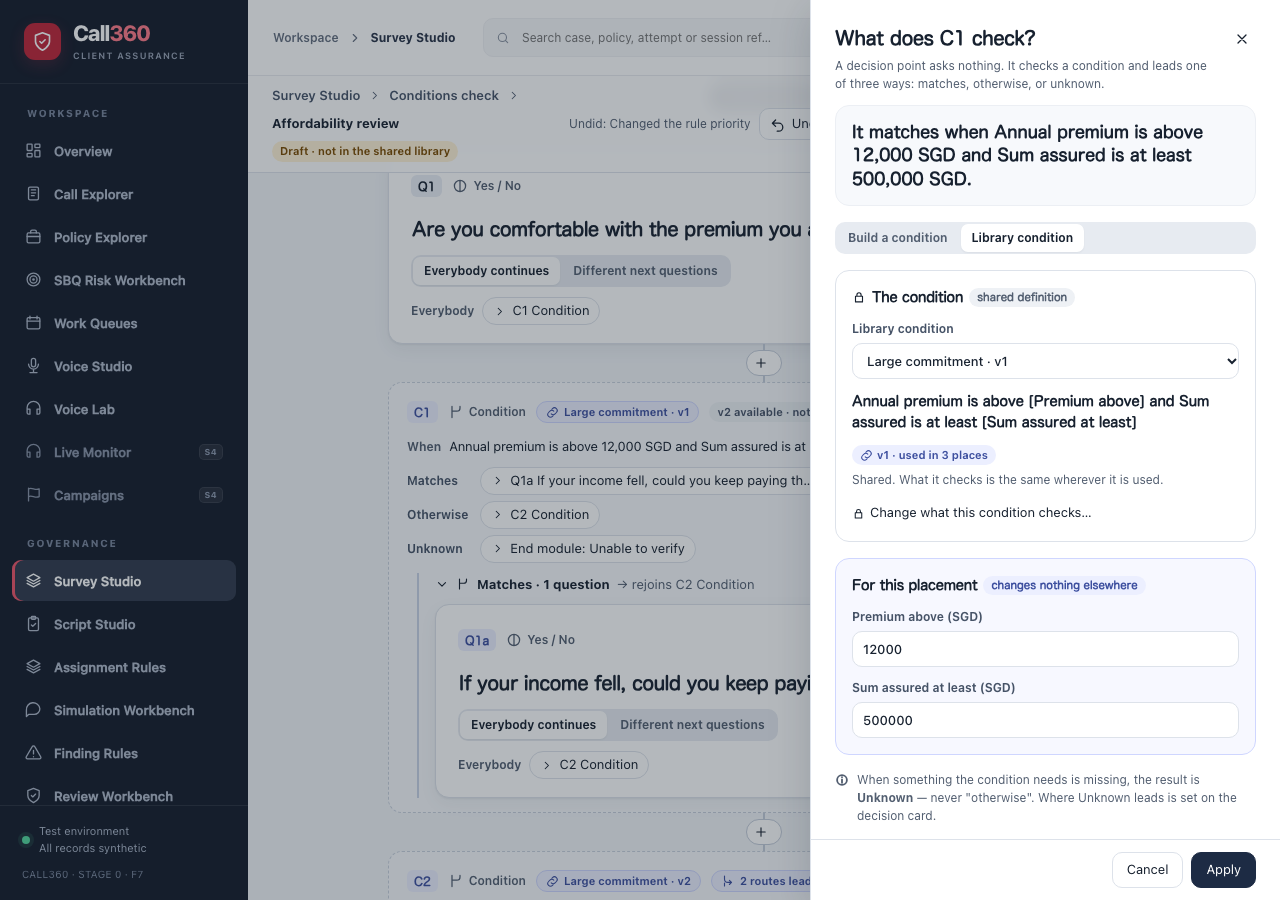 Call360
CLIENT ASSURANCE
WORKSPACE
Overview
Call Explorer
Policy Explorer
SBQ Risk Workbench
Work Queues
Voice Studio
Voice Lab
Live Monitor S4
Campaigns S4
GOVERNANCE
Survey Studio
Script Studio
Assignment Rules
Simulation Workbench
Finding Rules
Review Workbench
Test environment
All records synthetic
CALL360 · STAGE 0 · F7
Workspace > Survey Studio
Search case, policy, attempt or session ref...
Survey Studio > Conditions check >
Affordability review
Undid: Changed the rule priority
Draft · not in the shared library
Q1 Yes / No
Are you comfortable with the premium you
Everybody continues Different next questions
Everybody > C1 Condition
+
C1 Condition Large commitment · v1 v2 available · not
When Annual premium is above 12,000 SGD and Sum assured is at
Matches > Q1a If your income fell, could you keep paying th...
Otherwise > C2 Condition
Unknown > End module: Unable to verify
Matches · 1 question → rejoins C2 Condition
Q1a Yes / No
If your income fell, could you keep
Everybody continues Different next questions
Everybody > C2 Condition
+
C2 Condition Large commitment · v2 2 routes
What does C1 check?
A decision point asks nothing. It checks a condition and leads one
of three ways: matches, otherwise, or unknown.
It matches when Annual premium is above
12,000 SGD and Sum assured is at least
500,000 SGD.
Build a condition Library condition
The condition shared definition
Library condition
Large commitment · v1
Annual premium is above [Premium above] and Sum
assured is at least [Sum assured at least]
v1 · used in 3 places
Shared. What it checks is the same wherever it is used.
Change what this condition checks...
For this placement changes nothing elsewhere
Premium above (SGD)
12000
Sum assured at least (SGD)
500000
When something the condition needs is missing, the result is
Unknown — never "otherwise". Where Unknown leads is set on the
decision card.
Cancel Apply